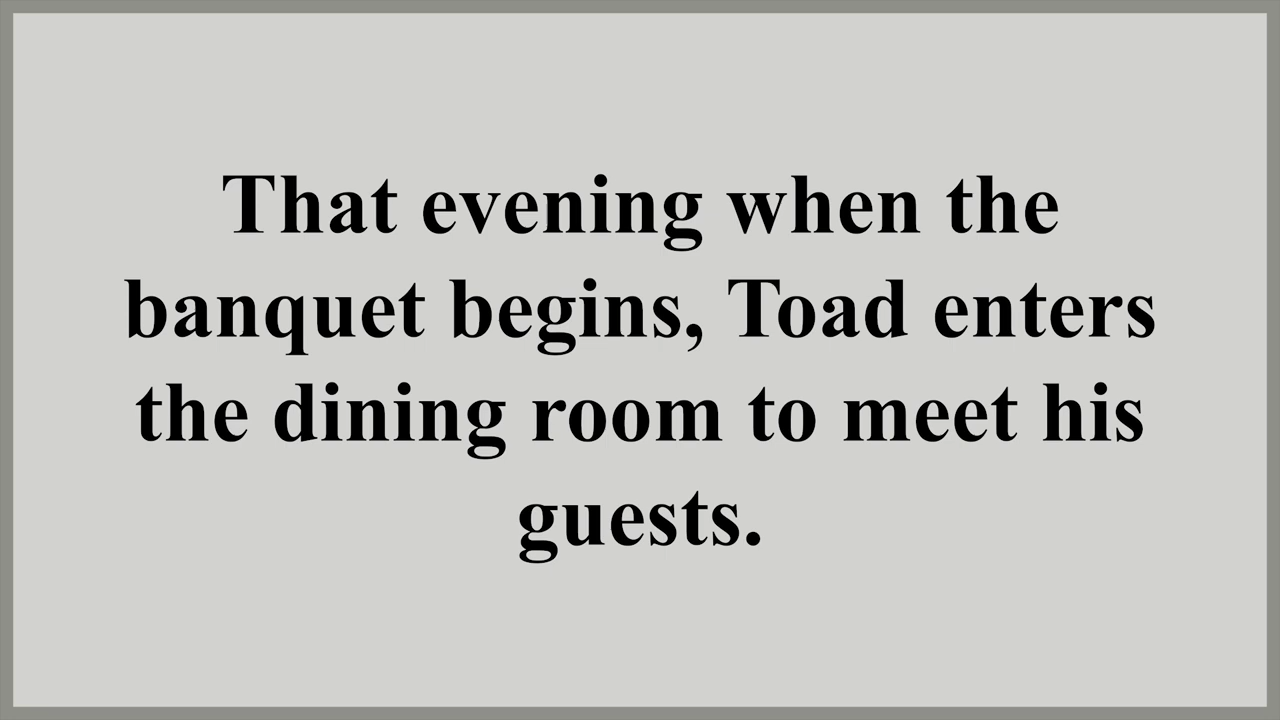 That evening when the
banquet begins, Toad enters
the dining room to meet his
guests.